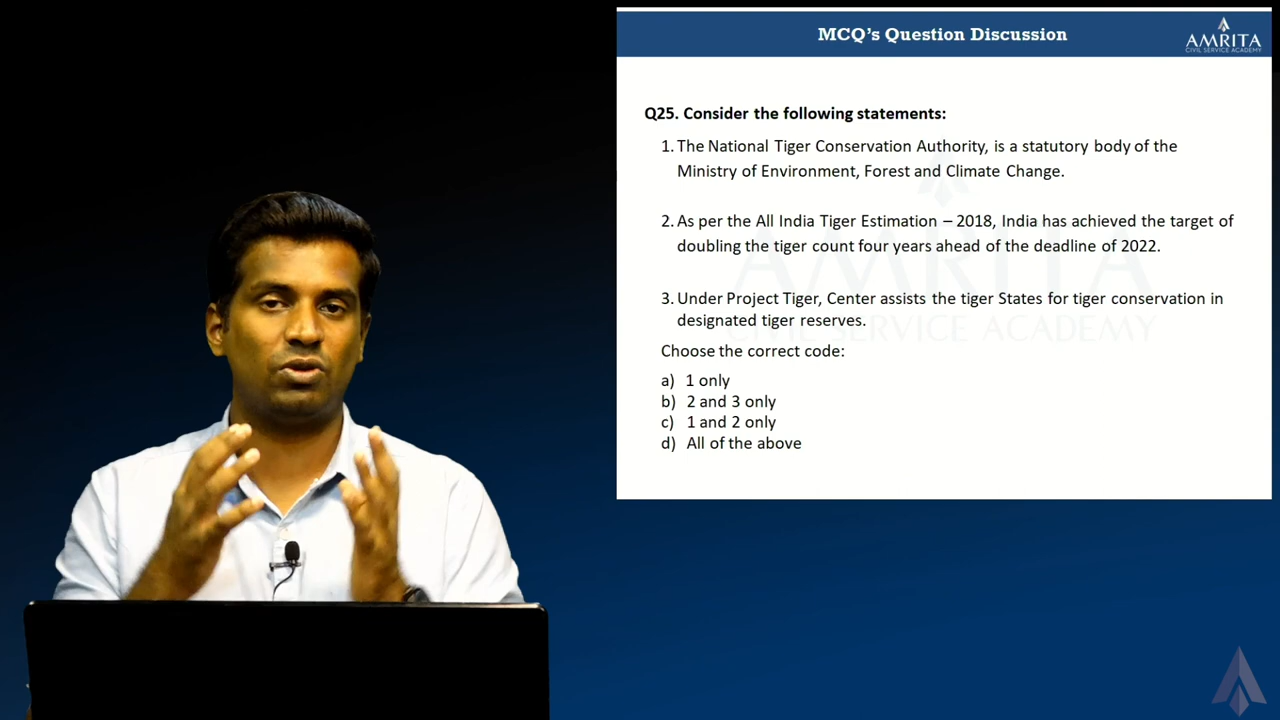 MCQ's Question Discussion
AMRITA
CIVIL SERVICE ACADEMY
Q25. Consider the following statements:
1. The National Tiger Conservation Authority, is a statutory body of the
Ministry of Environment, Forest and Climate Change.
2. As per the All India Tiger Estimation – 2018, India has achieved the target of
doubling the tiger count four years ahead of the deadline of 2022.
3. Under Project Tiger, Center assists the tiger States for tiger conservation in
designated tiger reserves.
Choose the correct code:
a) 1 only
b) 2 and 3 only
c) 1 and 2 only
d) All of the above
AMRITA
CIVIL SERVICE ACADEMY